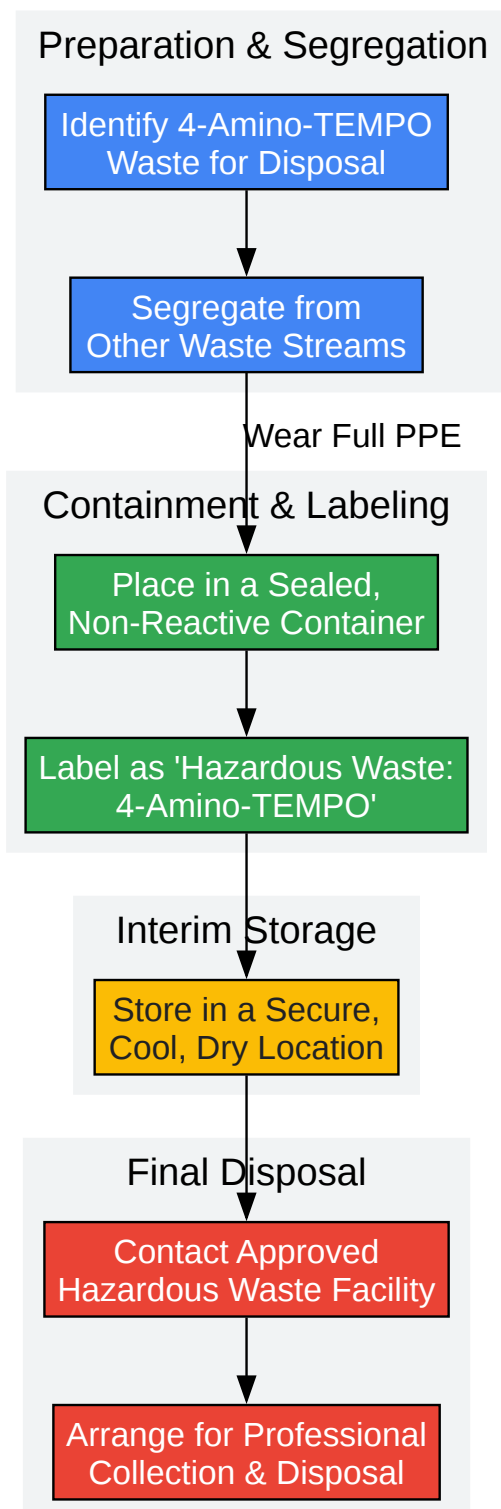 Preparation & Segregation
Identify 4-Amino-TEMPO
Waste for Disposal
Segregate from
Other Waste Streams
Wear Full PPE
Containment & Labeling
Place in a Sealed,
Non-Reactive Container
Label as 'Hazardous Waste:
4-Amino-TEMPO'
Interim Storage
Store in a Secure,
Cool, Dry Location
Final Disposal
Contact Approved
Hazardous Waste Facility
Arrange for Professional
Collection & Disposal